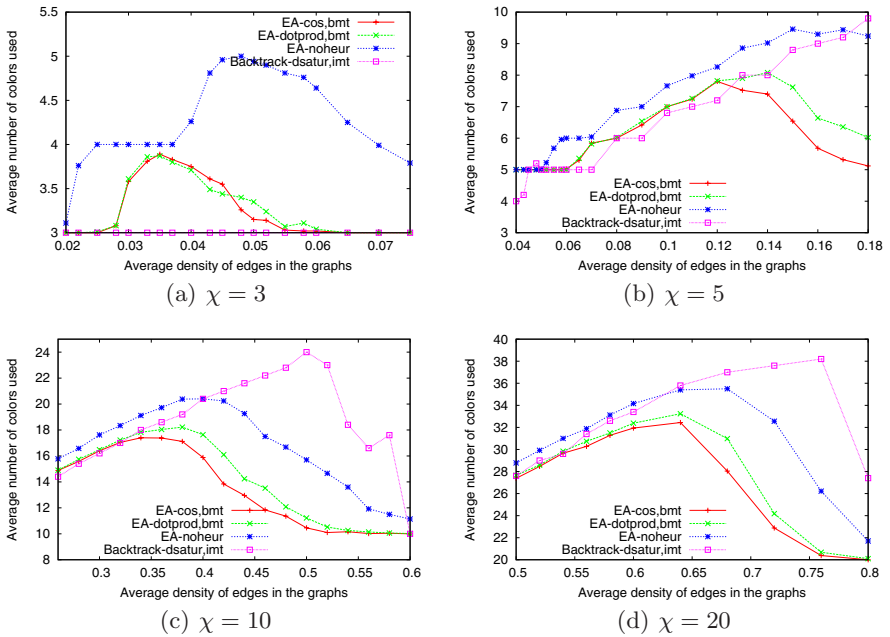 EA-cos,bmt
EA-dotprod,bmt
EA-noheur
Backtrack-dsatur,imt
5.5
5
4.5
4
3.5
3
Average number of colors used
0.02 0.03 0.04 0.05 0.06 0.07
Average density of edges in the graphs
(a) χ = 3
10
9
8
7
6
5
4
3
Average number of colors used
EA-cos,bmt
EA-dotprod,bmt
EA-noheur
Backtrack-dsatur,imt
0.04 0.06 0.08 0.1 0.12 0.14 0.16 0.18
Average density of edges in the graphs
(b) χ = 5
24
22
20
18
16
14
12
10
8
Average number of colors used
EA-cos,bmt
EA-dotprod,bmt
EA-noheur
Backtrack-dsatur,imt
0.3 0.35 0.4 0.45 0.5 0.55 0.6
Average density of edges in the graphs
(c) χ = 10
40
38
36
34
32
30
28
26
24
22
20
Average number of colors used
EA-cos,bmt
EA-dotprod,bmt
EA-noheur
Backtrack-dsatur,imt
0.5 0.55 0.6 0.65 0.7 0.75 0.8
Average density of edges in the graphs
(d) χ = 20